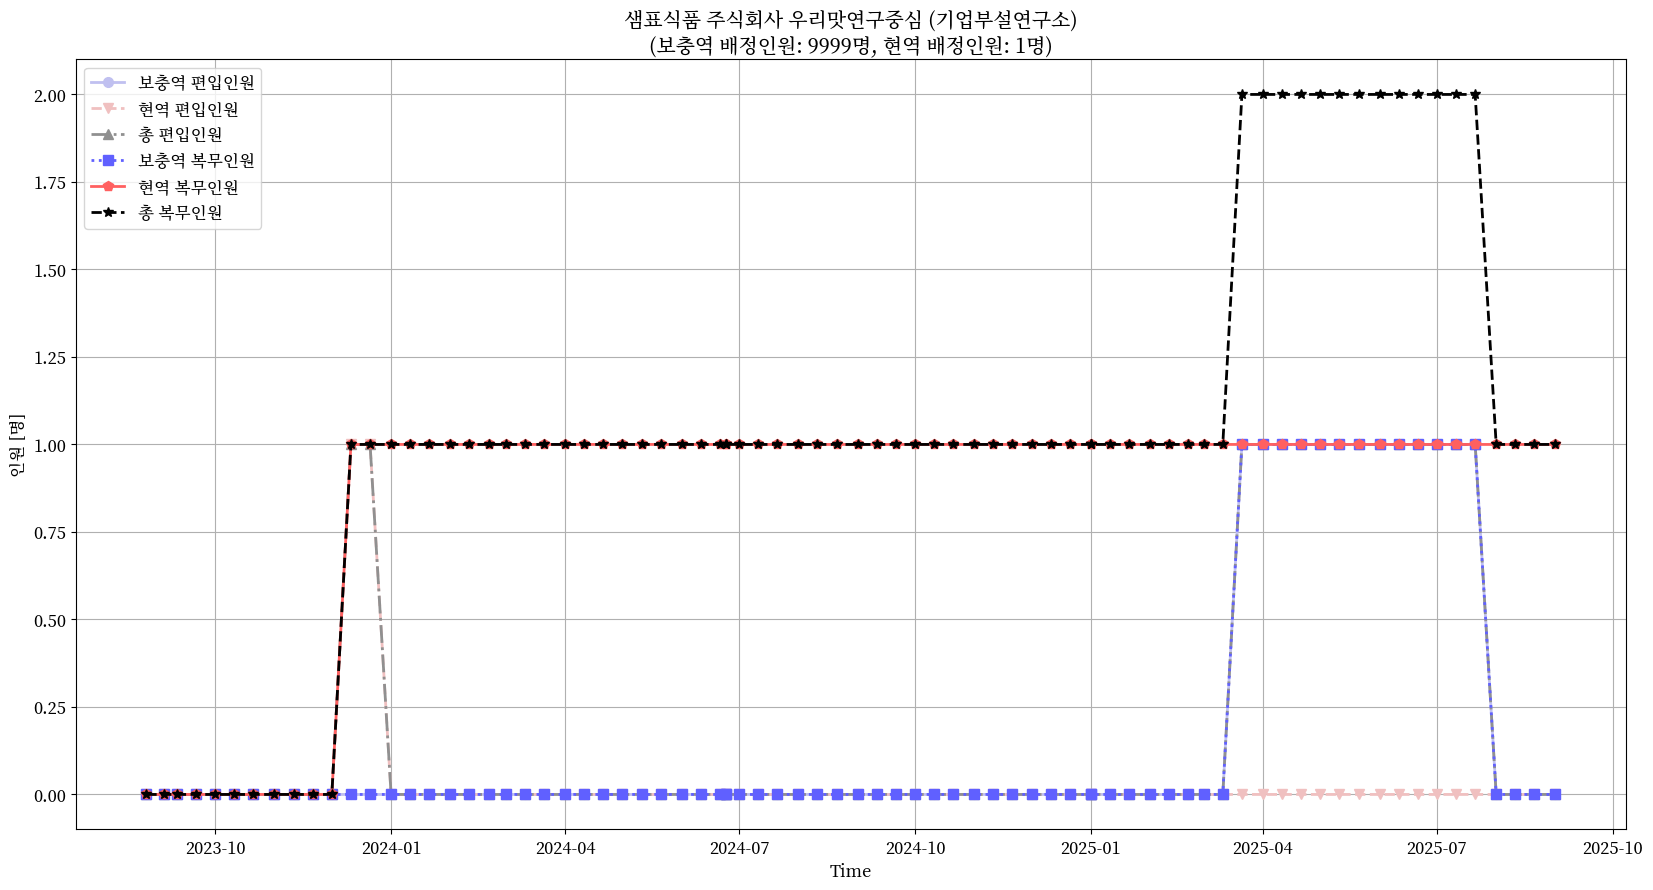 샘표식품 주식회사 우리맛연구중심 (기업부설연구소)
(보충역 배정인원: 9999명, 현역 배정인원: 1명)
보충역 편입인원
현역 편입인원
총 편입인원
보충역 복무인원
현역 복무인원
총 복무인원
인원 [명]
2.00
1.75
1.50
1.25
1.00
0.75
0.50
0.25
0.00
2023-10
2024-01
2024-04
2024-07
2024-10
2025-01
2025-04
2025-07
2025-10
Time